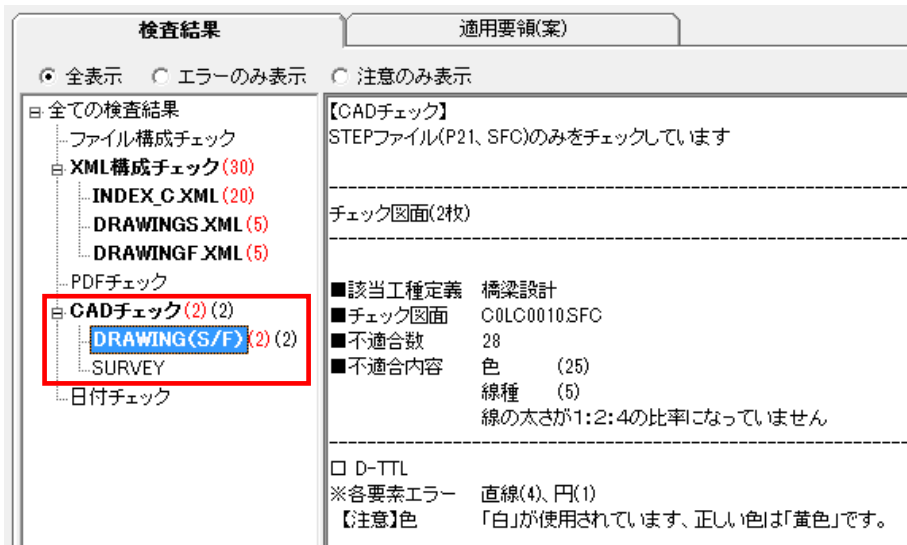 検査結果
適用要領(案)
全表示 エラーのみ表示 注意のみ表示
全ての検査結果
ファイル構成チェック
XML構成チェック(30)
INDEX_C.XML(20)
DRAWINGS.XML(5)
DRAWINGF.XML(5)
PDFチェック
CADチェック(2)(2)
DRAWING(S/F)(2)(2)
SURVEY
日付チェック
【CADチェック】
STEPファイル(P21、SFC)のみをチェックしています
チェック図面(2枚)
■該当工種定義 橋梁設計
■チェック図面 C0LC0010.SFC
■不適合数 28
■不適合内容 色 (25)
線種 (5)
線の太さが1:2:4の比率になっていません
□ D-TTL
※各要素エラー 直線(4)、円(1)
【注意】色 「白」が使用されています、正しい色は「黄色」です。